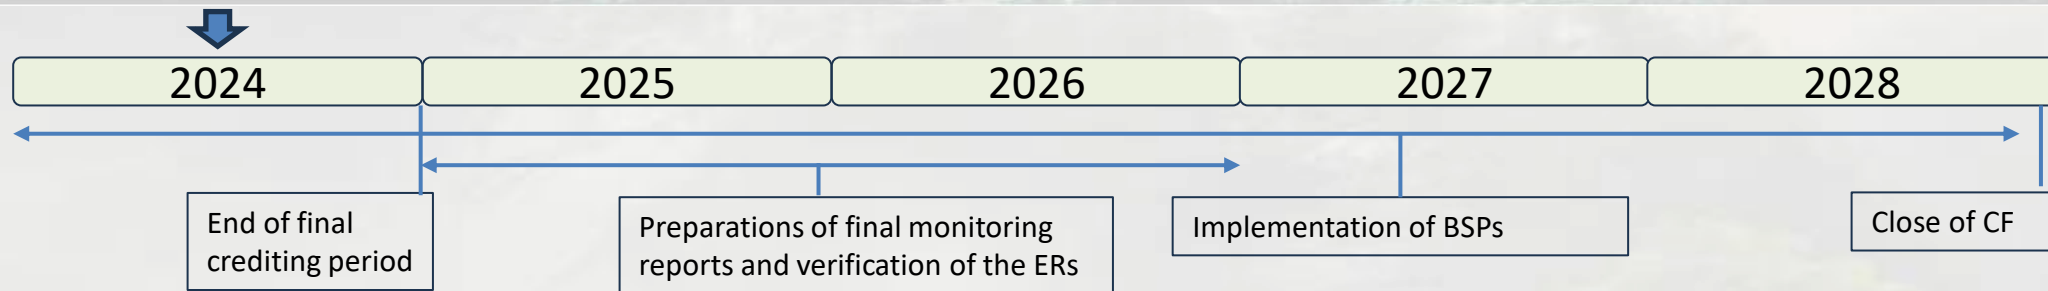 2024
2025
2026
2027
2028
End of final
crediting period
Preparations of final monitoring
reports and verification of the ERs
Implementation of BSPs
Close of CF